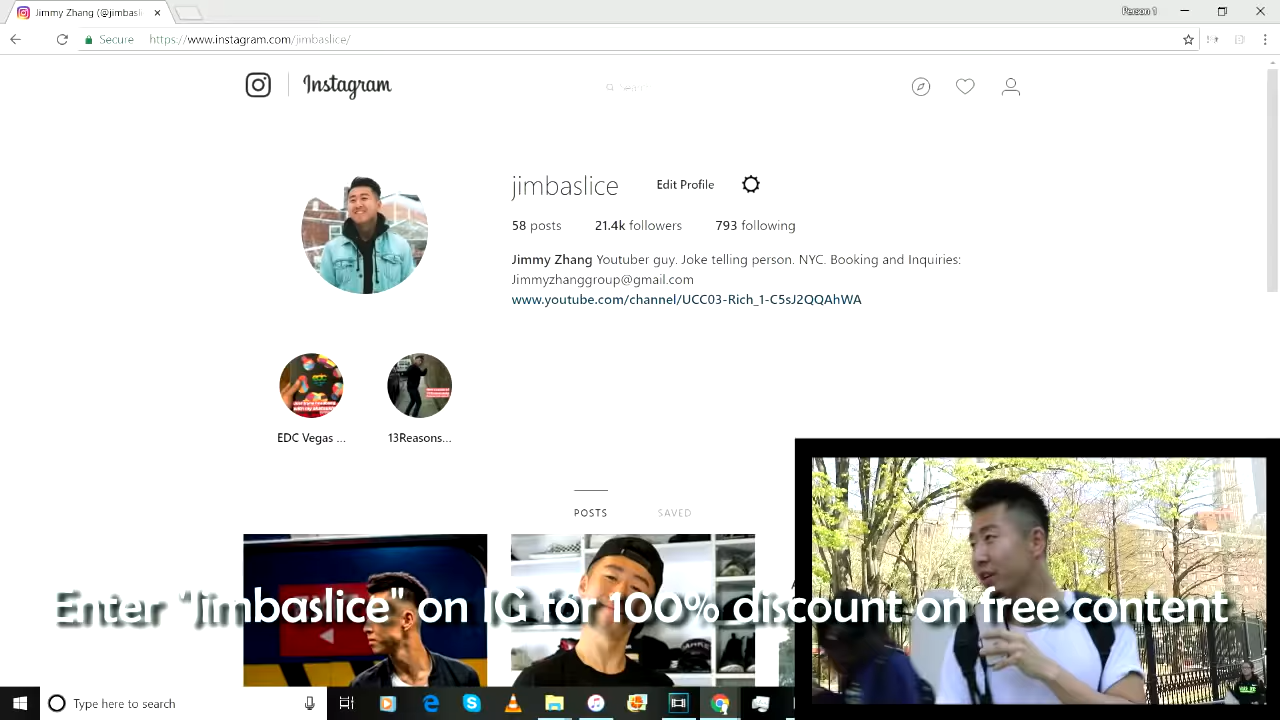 Jimmy Zhang (@jimbasli
Person 1
Secure
https://www.instagram.com/jimbaslice/
Instagram
Search
jimbaslice
Edit Profile
58 posts
21.4k followers
793 following
Jimmy Zhang Youtuber guy. Joke telling person. NYC. Booking and Inquiries:
Jimmyzhanggroup@gmail.com
www.youtube.com/channel/UCC03-Rich_1-C5sJ2QQAhWA
EDC Vegas ...
13Reasons...
POSTS
SAVED
Enter "Jimbaslice" on IG for 100% discount on free content
Type here to search